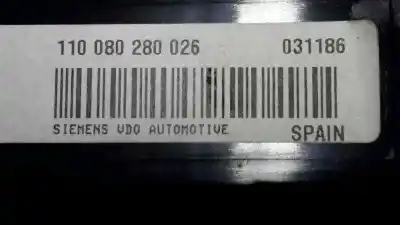 110 080 280 026 031186
SIEMENS VDO AUTOMOTIVE SPAIN